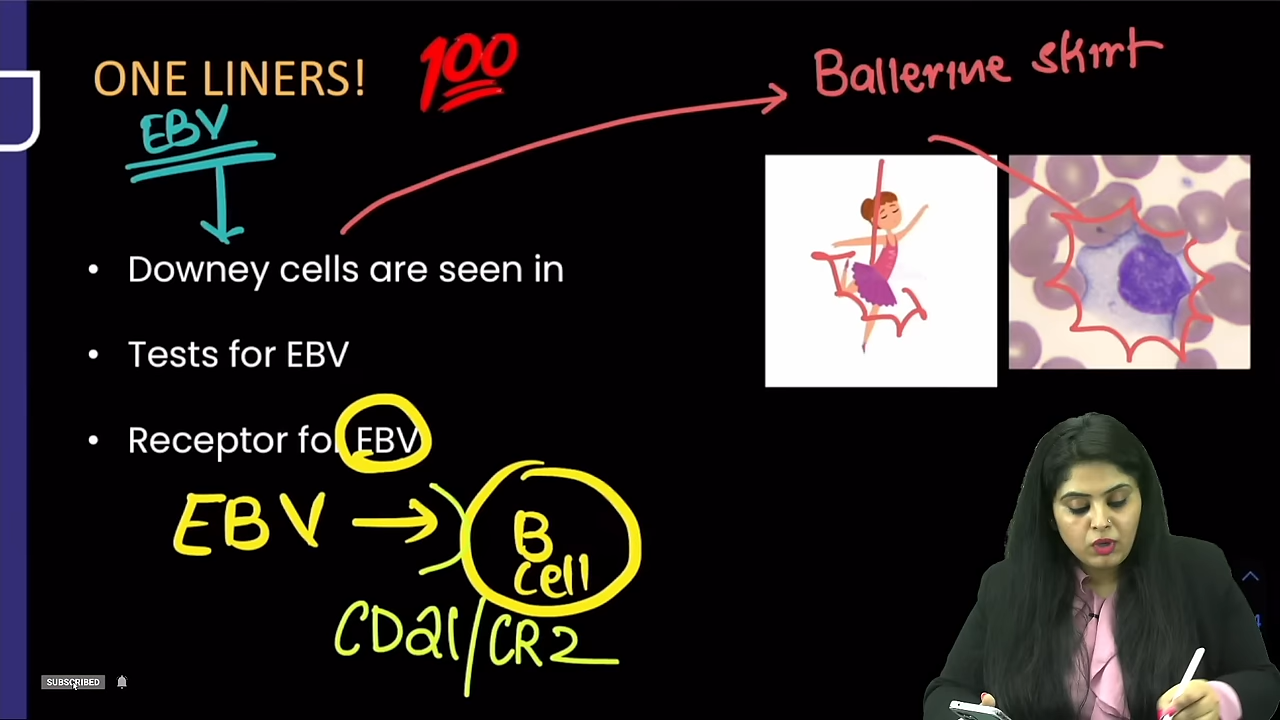 ONE LINERS!
100
Ballerine skirt
EBV
• Downey cells are seen in
• Tests for EBV
• Receptor for EBV
EBV → B cell
CD21/CR2
SUBSCRIBED